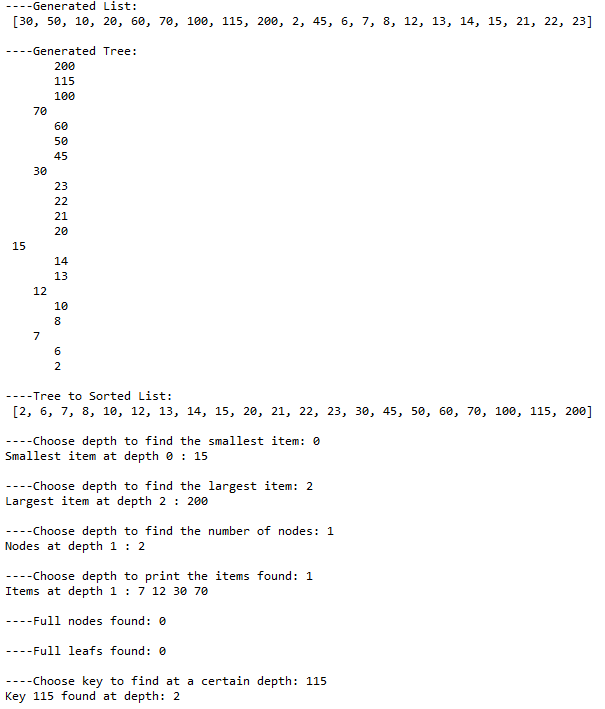 ----Generated List:
[30, 50, 10, 20, 60, 70, 100, 115, 200, 2, 45, 6, 7, 8, 12, 13, 14, 15, 21, 22, 23]
----Generated Tree:
200
115
100
70
60
50
45
30
23
22
21
20
15
14
13
12
10
8
7
6
2
----Tree to Sorted List:
[2, 6, 7, 8, 10, 12, 13, 14, 15, 20, 21, 22, 23, 30, 45, 50, 60, 70, 100, 115, 200]
----Choose depth to find the smallest item: 0
Smallest item at depth 0 : 15
----Choose depth to find the largest item: 2
Largest item at depth 2 : 200
----Choose depth to find the number of nodes: 1
Nodes at depth 1 : 2
----Choose depth to print the items found: 1
Items at depth 1 : 7 12 30 70
----Full nodes found: 0
----Full leafs found: 0
----Choose key to find at a certain depth: 115
Key 115 found at depth: 2